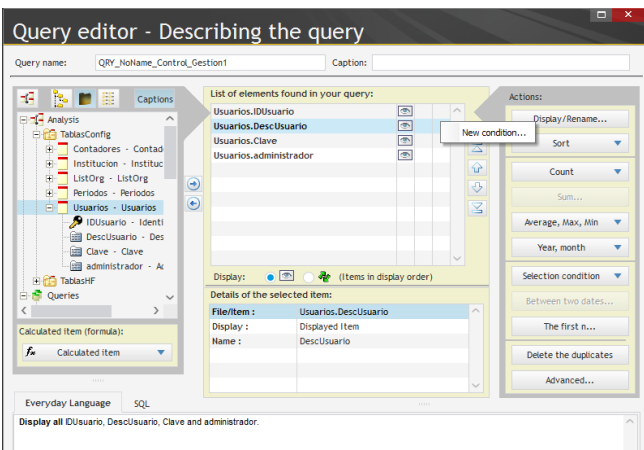 Query editor - Describing the query
Query name: QRY_NoName_Control_Gestion1 Caption:
Captions
Analysis
TablasConfig
Contadores - Contad
Institucion - Instituc
ListOrg - ListOrg
Periodos - Periodos
Usuarios - Usuarios
IDUsuario - Identi
DescUsuario - Des
Clave - Clave
administrador - Ac
TablasHF
Queries
Calculated item (formula):
fx Calculated item
List of elements found in your query:
Usuarios.IDUsuario
Usuarios.DescUsuario
Usuarios.Clave
Usuarios.administrador
New condition...
Display: (Items in display order)
Details of the selected item:
File/Item : Usuarios.DescUsuario
Display : Displayed Item
Name : DescUsuario
Actions:
Display/Rename...
Sort
Count
Sum...
Average, Max, Min
Year, month
Selection condition
Between two dates...
The first n...
Delete the duplicates
Advanced...
Everyday Language SQL
Display all IDUsuario, DescUsuario, Clave and administrador.